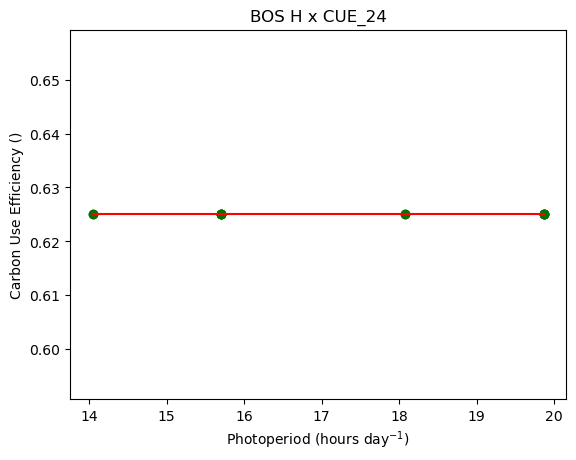 BOS H x CUE_24
Carbon Use Efficiency ()
0.65
0.64
0.63
0.62
0.61
0.60
14 15 16 17 18 19 20
Photoperiod (hours day⁻¹)